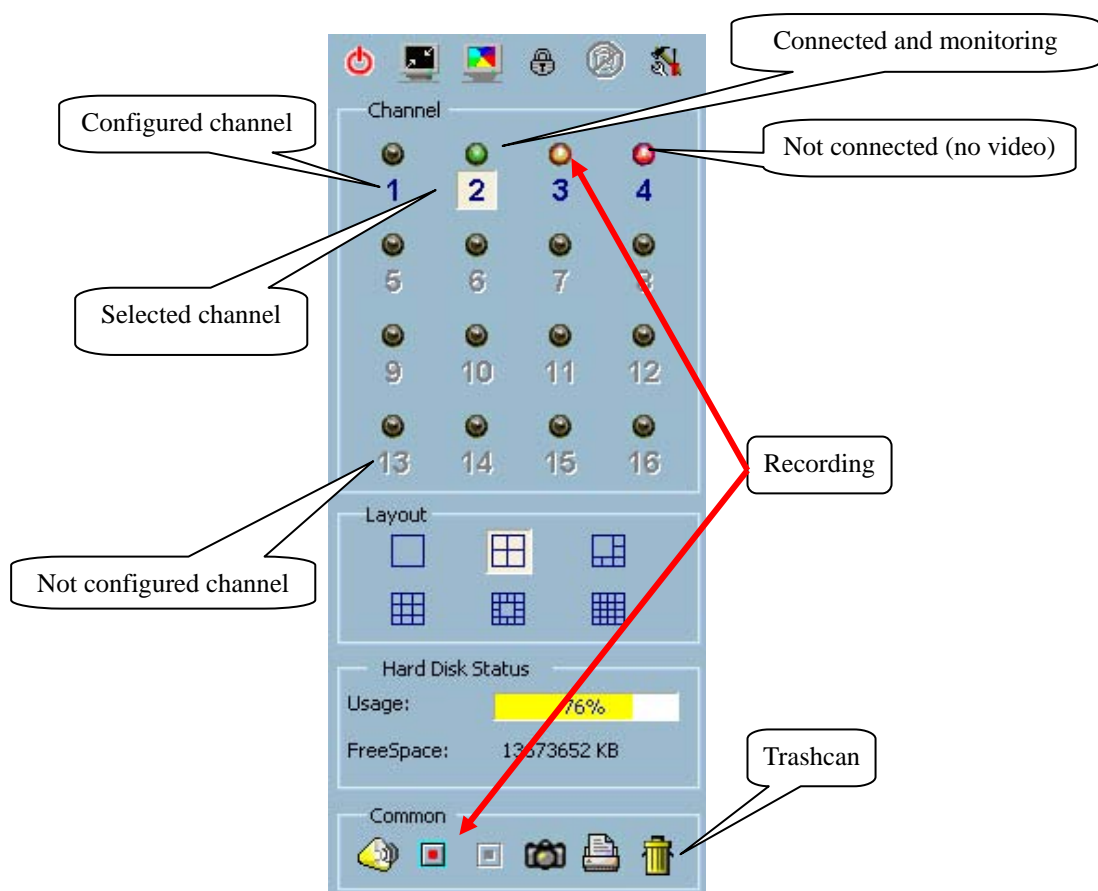 Connected and monitoring
Channel
Configured channel
Not connected (no video)
1 2 3 4
5 6 7 8
Selected channel
9 10 11 12
13 14 15 16
Recording
Layout
Not configured channel
Hard Disk Status
Usage: 76%
FreeSpace: 13673652 KB
Trashcan
Common